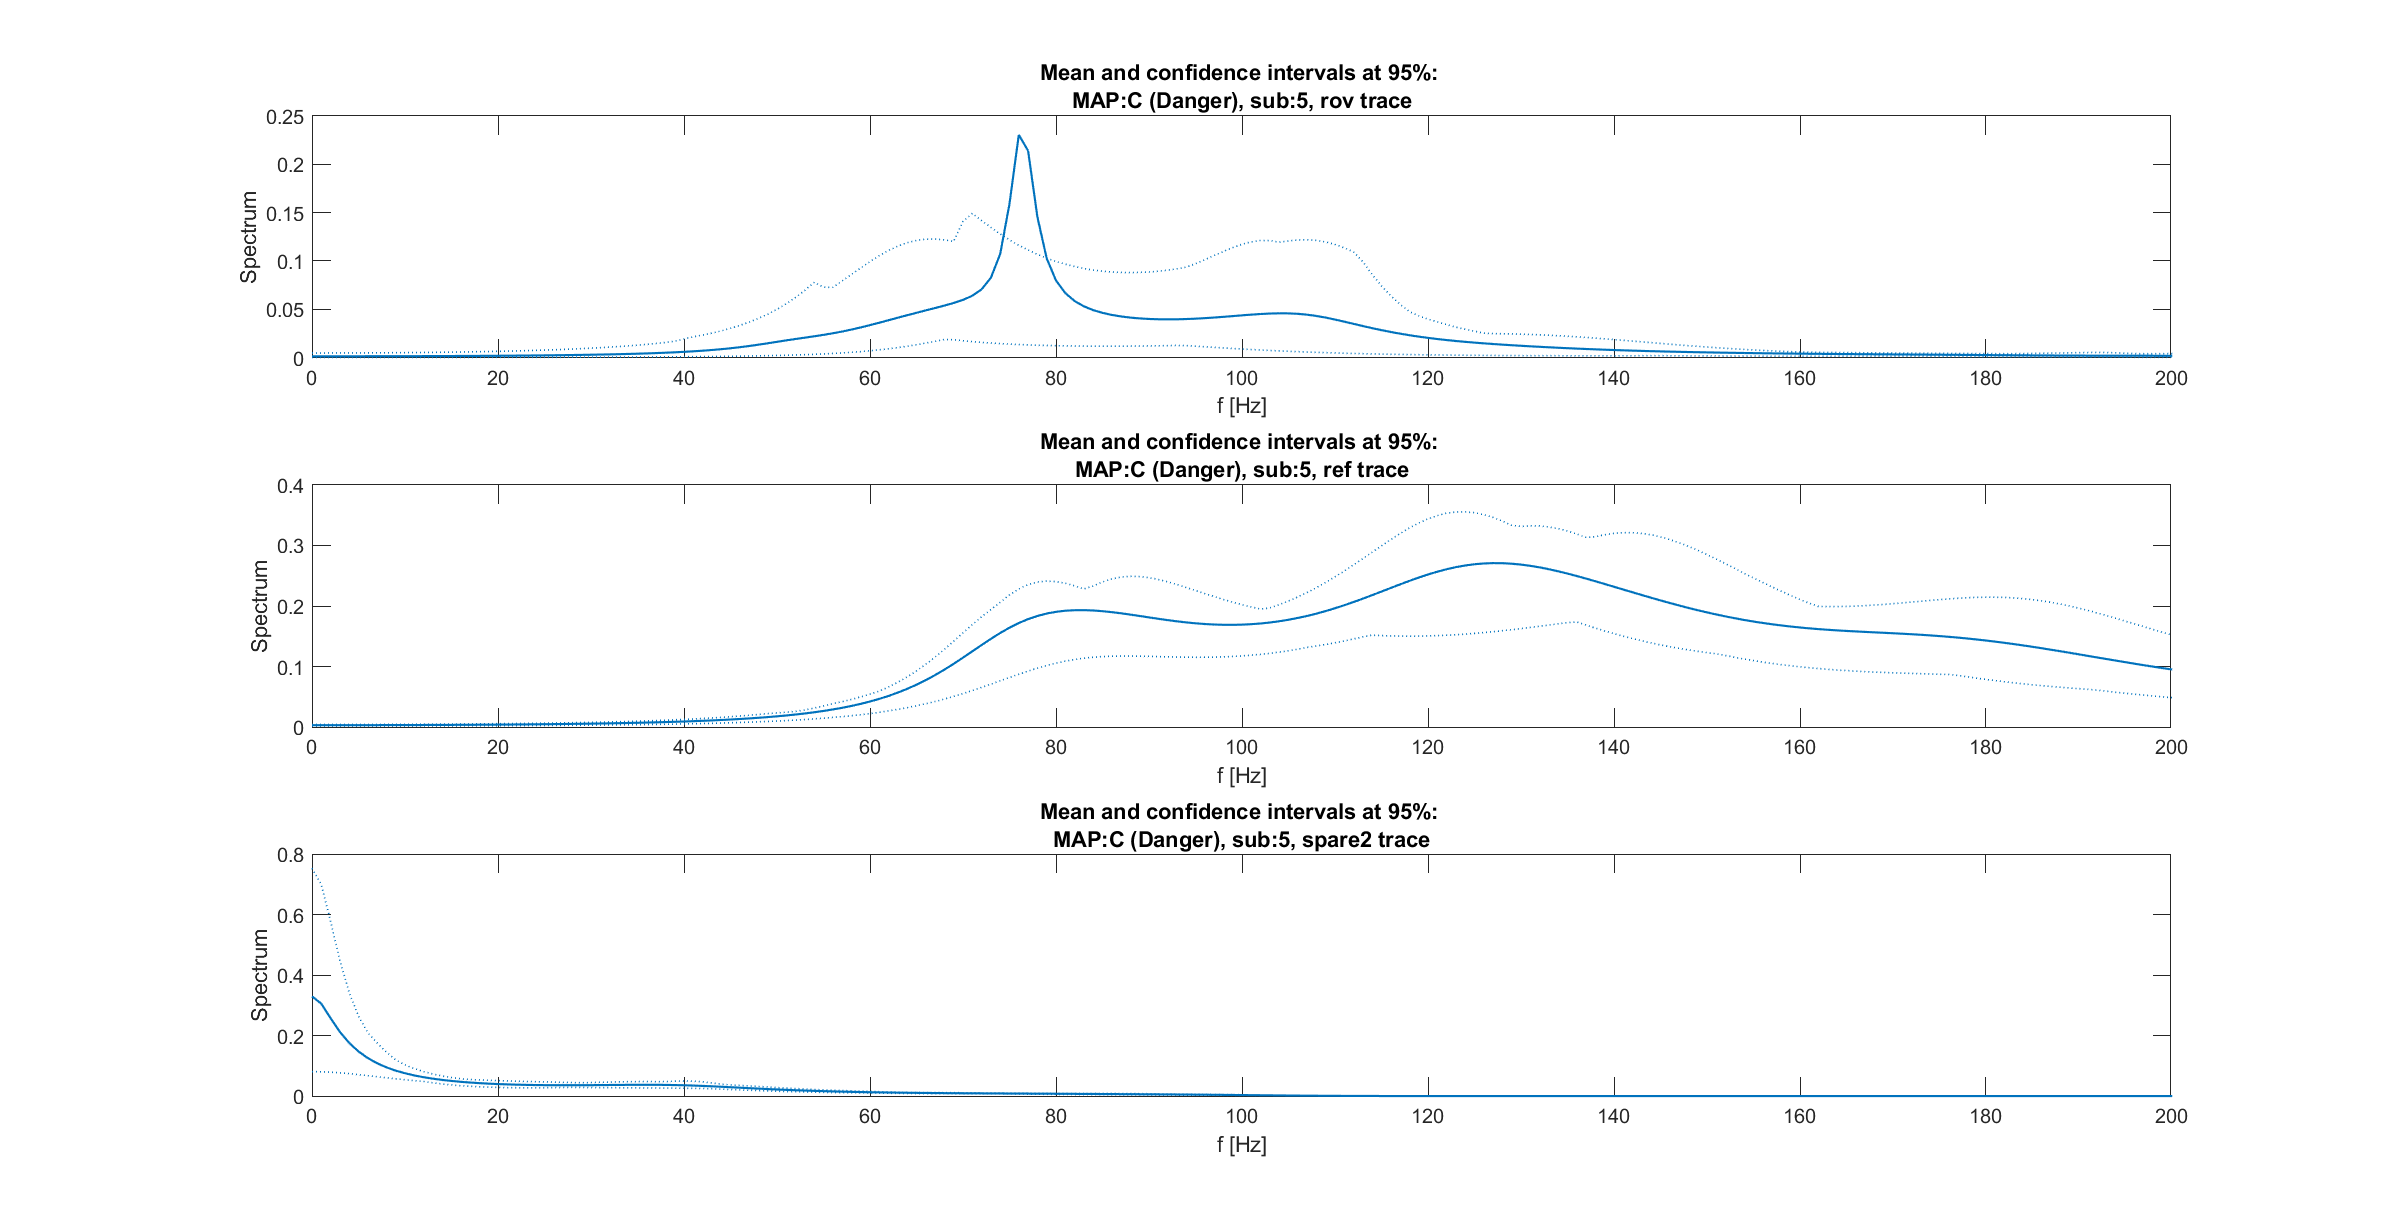 Mean and confidence intervals at 95%:
MAP:C (Danger), sub:5, rov trace
0.25
0.2
0.15
0.1
0.05
0
Spectrum
0 20 40 60 80 100 120 140 160 180 200
f [Hz]
Mean and confidence intervals at 95%:
MAP:C (Danger), sub:5, ref trace
0.4
0.3
0.2
0.1
0
Spectrum
0 20 40 60 80 100 120 140 160 180 200
f [Hz]
Mean and confidence intervals at 95%:
MAP:C (Danger), sub:5, spare2 trace
0.8
0.6
0.4
0.2
0
Spectrum
0 20 40 60 80 100 120 140 160 180 200
f [Hz]